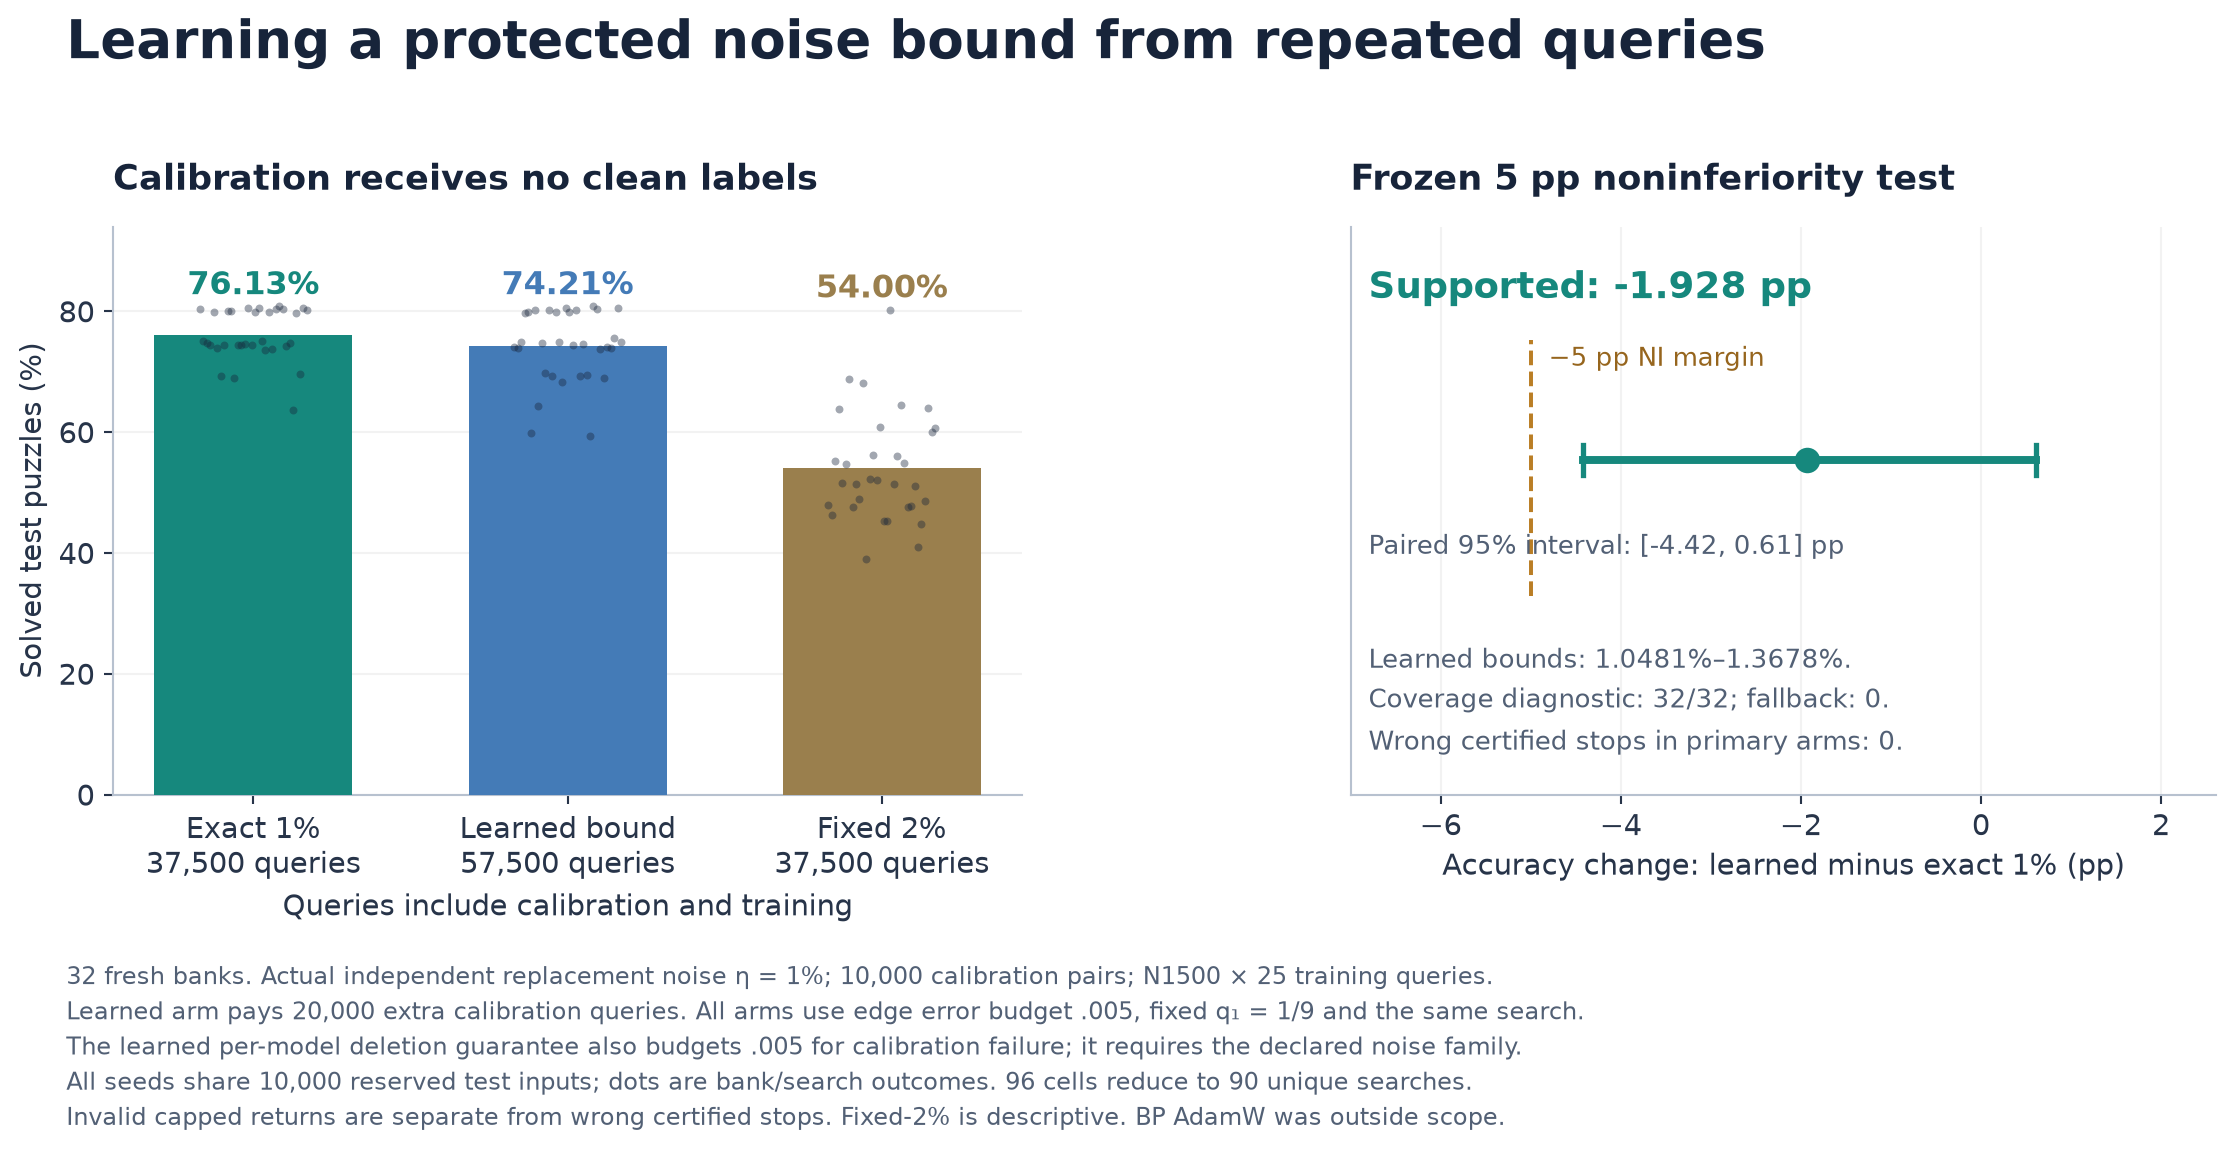 Learning a protected noise bound from repeated queries
Calibration receives no clean labels
76.13%
74.21%
54.00%
Solved test puzzles (%)
80
60
40
20
0
Exact 1%
37,500 queries
Learned bound
57,500 queries
Fixed 2%
37,500 queries
Queries include calibration and training
Frozen 5 pp noninferiority test
Supported: -1.928 pp
−5 pp NI margin
Paired 95% interval: [-4.42, 0.61] pp
Learned bounds: 1.0481%–1.3678%.
Coverage diagnostic: 32/32; fallback: 0.
Wrong certified stops in primary arms: 0.
−6
−4
−2
0
2
Accuracy change: learned minus exact 1% (pp)
32 fresh banks. Actual independent replacement noise η = 1%; 10,000 calibration pairs; N1500 × 25 training queries.
Learned arm pays 20,000 extra calibration queries. All arms use edge error budget .005, fixed q₁ = 1/9 and the same search.
The learned per-model deletion guarantee also budgets .005 for calibration failure; it requires the declared noise family.
All seeds share 10,000 reserved test inputs; dots are bank/search outcomes. 96 cells reduce to 90 unique searches.
Invalid capped returns are separate from wrong certified stops. Fixed-2% is descriptive. BP AdamW was outside scope.